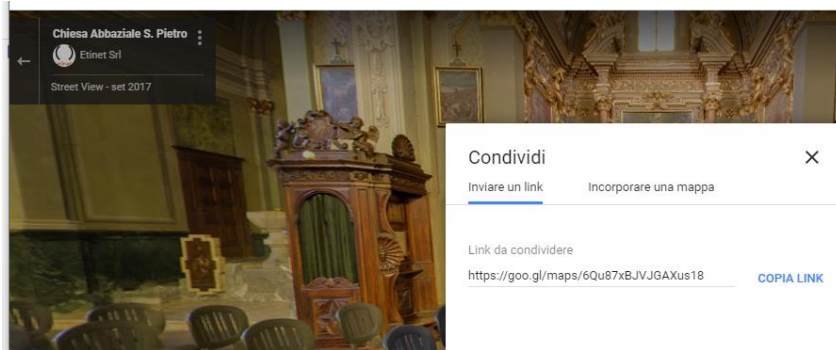 Chiesa Abbaziale S. Pietro
Etinet Srl
Street View - set 2017
Condividi
Inviare un link Incorporare una mappa
Link da condividere
https://goo.gl/maps/6Qu87xBJVJGAXus18 COPIA LINK